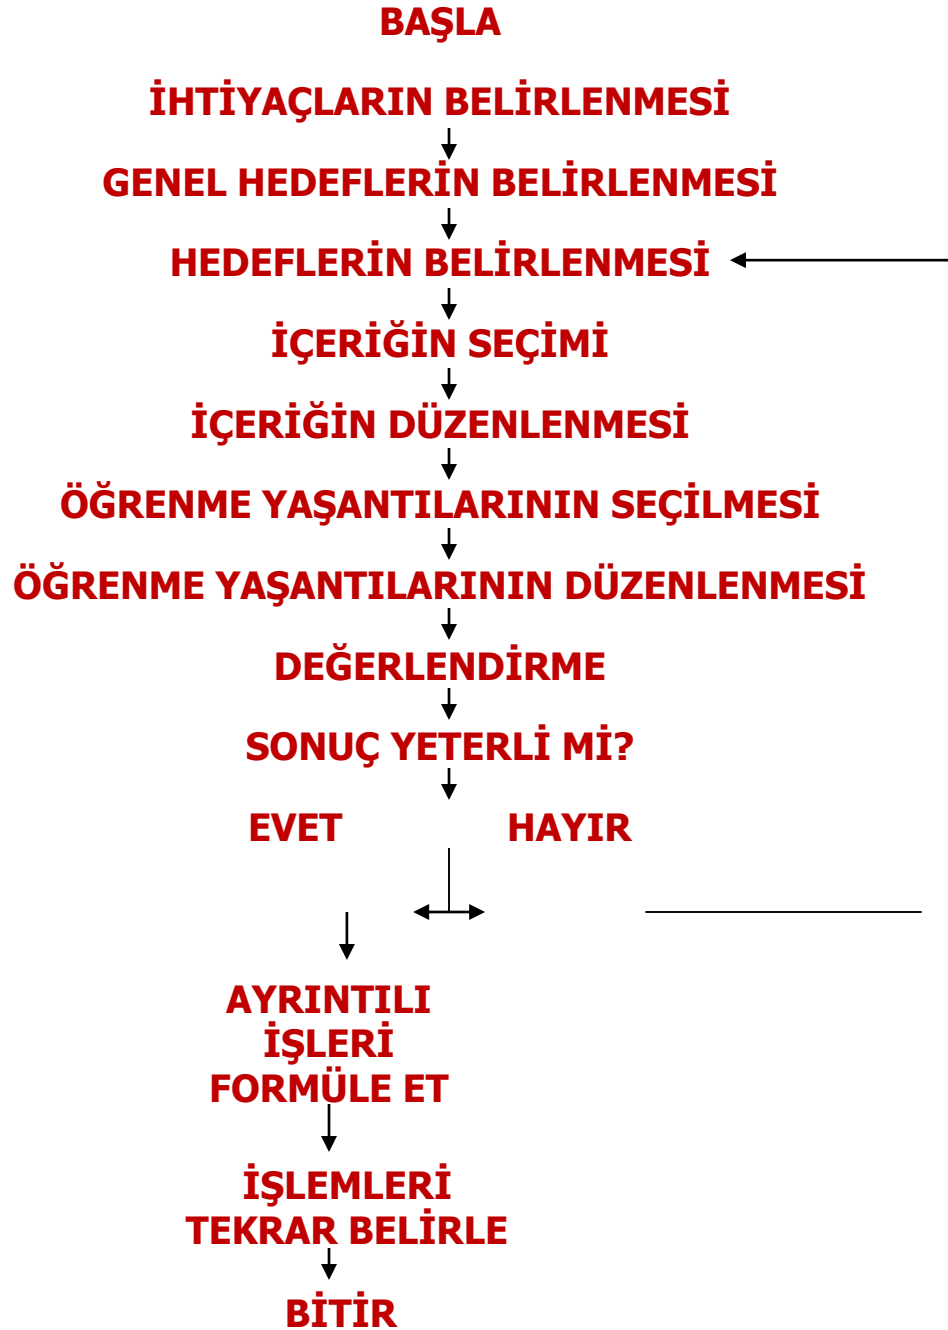 BAŞLA
İHTİYAÇLARIN BELİRLENMESİ
GENEL HEDEFLERİN BELİRLENMESİ
HEDEFLERİN BELİRLENMESİ
İÇERİĞİN SEÇİMİ
İÇERİĞİN DÜZENLENMESİ
ÖĞRENME YAŞANTILARININ SEÇİLMESİ
ÖĞRENME YAŞANTILARININ DÜZENLENMESİ
DEĞERLENDİRME
SONUÇ YETERLİ Mİ?
EVET HAYIR
AYRINTILI
İŞLERİ
FORMÜLE ET
İŞLEMLERİ
TEKRAR BELİRLE
BİTİR